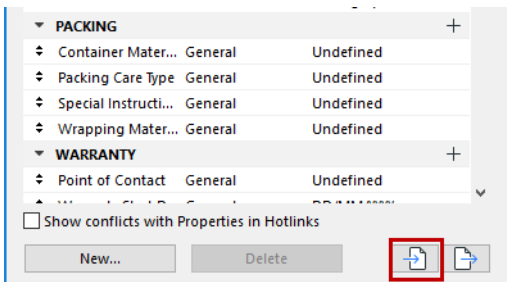 PACKING
Container Mater... General Undefined
Packing Care Type General Undefined
Special Instructi... General Undefined
Wrapping Mater... General Undefined
WARRANTY
Point of Contact General Undefined
Show conflicts with Properties in Hotlinks
New... Delete